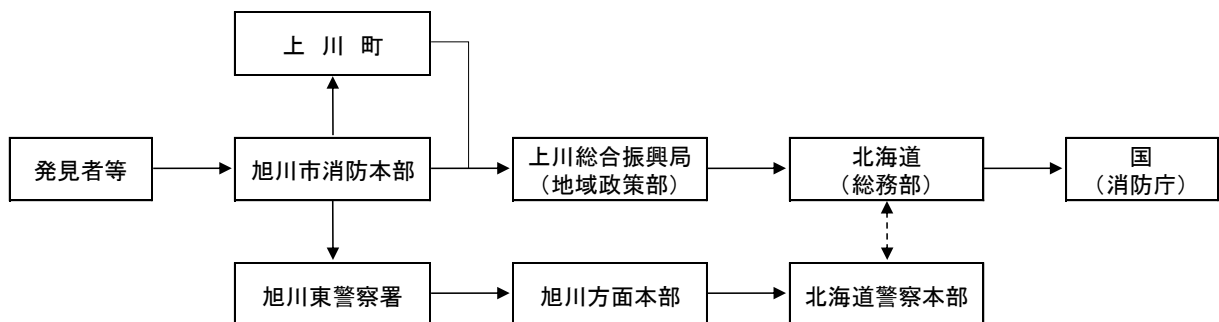 上 川 町
発見者等
旭川市消防本部
上川総合振興局
（地域政策部）
北海道
（総務部）
国
（消防庁）
旭川東警察署
旭川方面本部
北海道警察本部